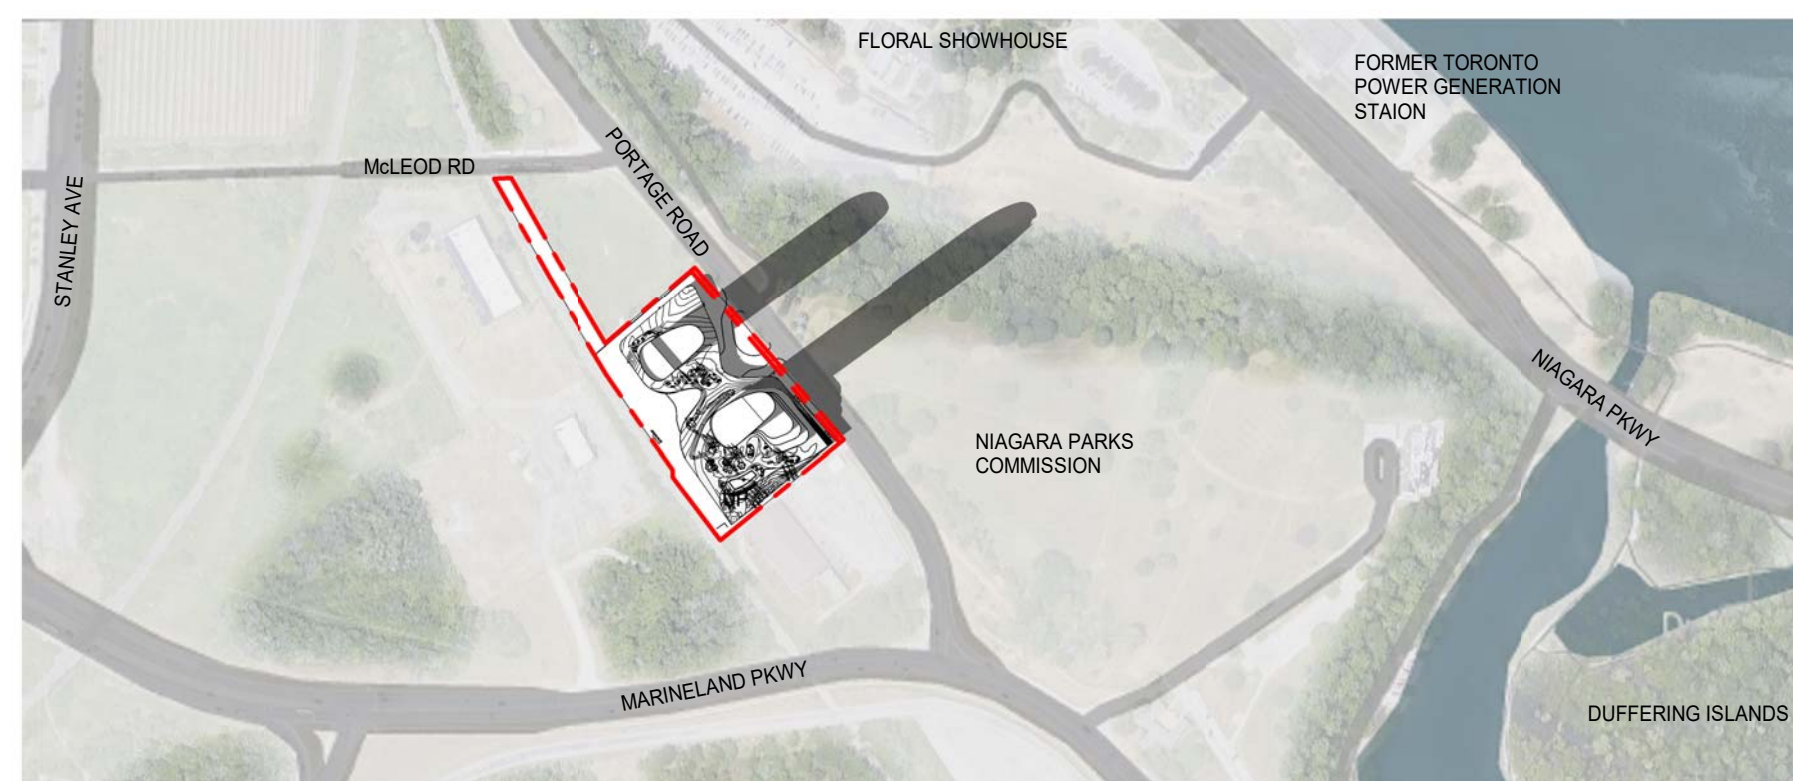 FLORAL SHOWHOUSE
FORMER TORONTO
POWER GENERATION
STAION
McLEOD RD
PORTAGE ROAD
STANLEY AVE
NIAGARA PKWY
NIAGARA PARKS
COMMISSION
MARINELAND PKWY
DUFFERING ISLANDS